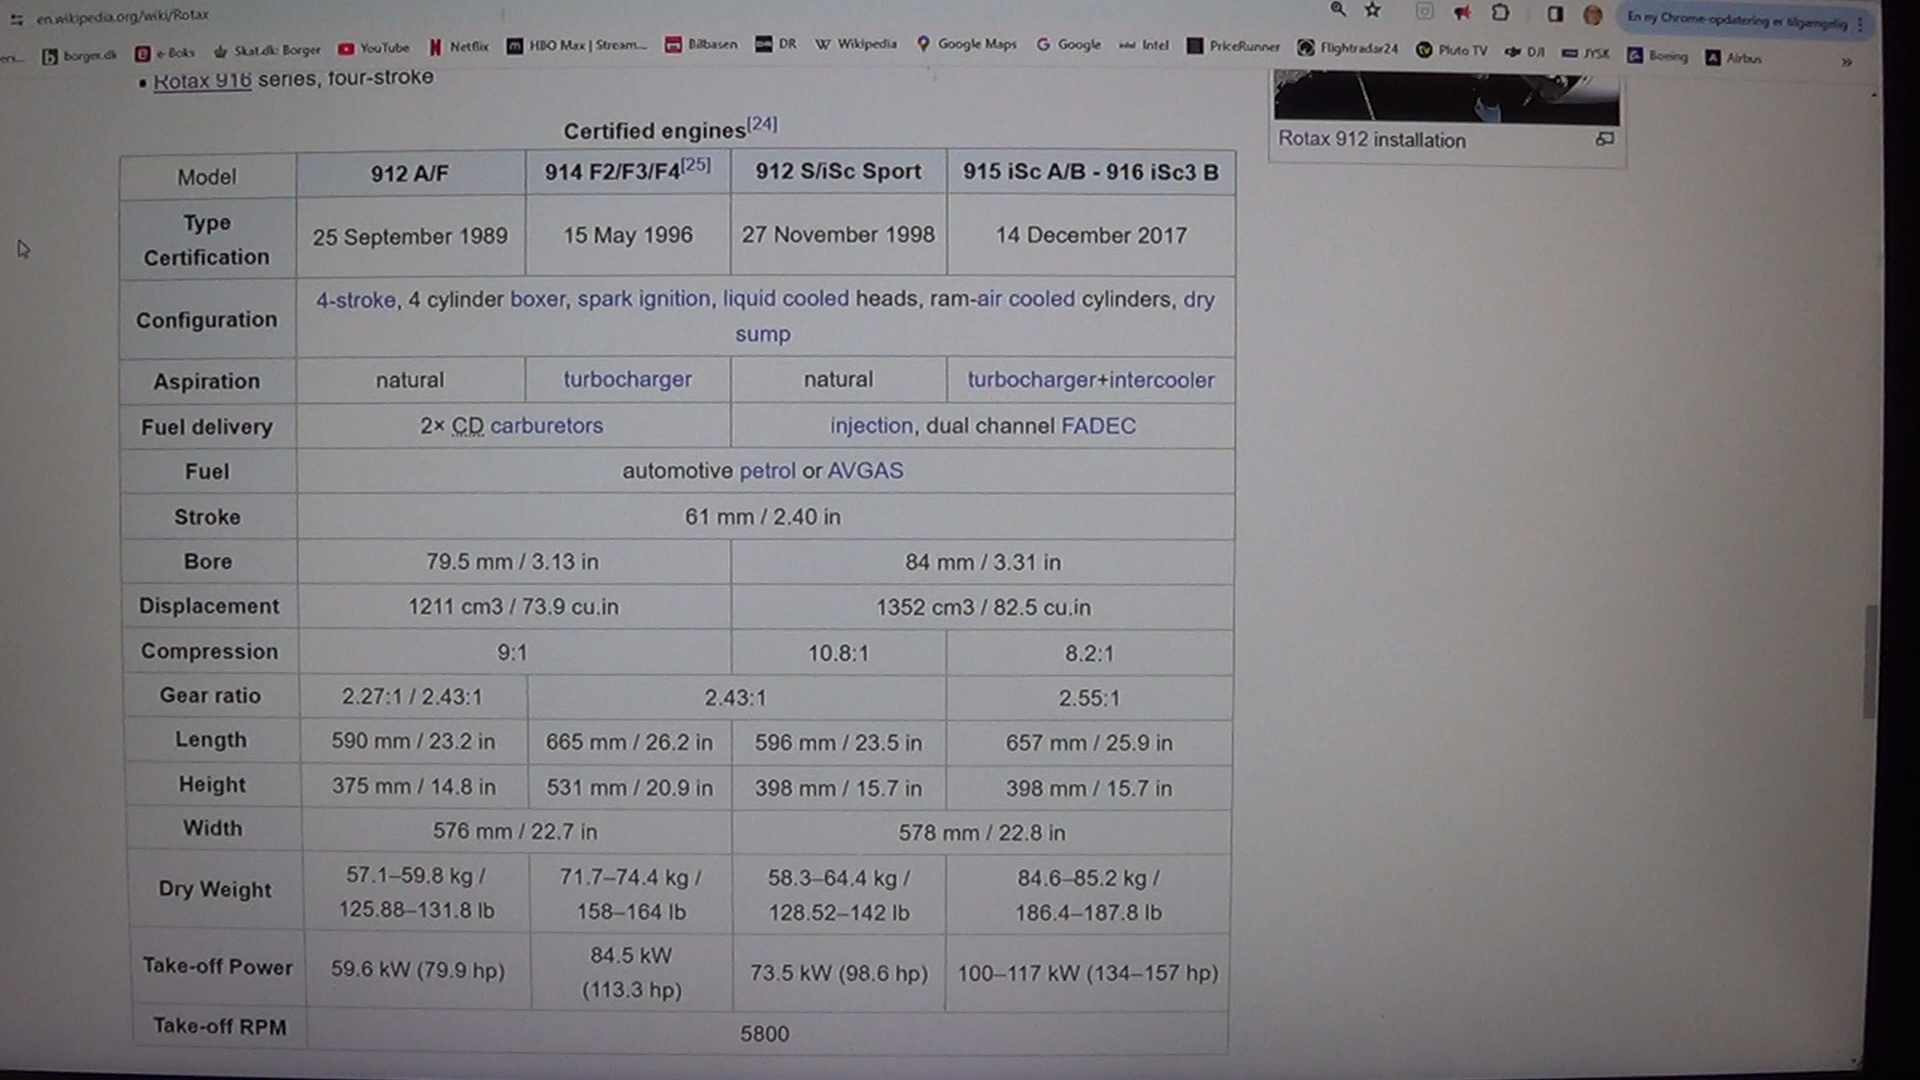 en.wikipedia.org/wiki/Rotax
En ny Chrome-opdatering er tilgængelig
borger.dk e-Boks Skat.dk: Borger YouTube Netflix HBO Max | Stream... Bilbasen DR Wikipedia Google Maps Google Intel PriceRunner Flightradar24 Pluto TV DJI JYSK Boeing Airbus »
• Rotax 916 series, four-stroke
Rotax 912 installation
Certified engines[24]
Model 912 A/F 914 F2/F3/F4[25] 912 S/iSc Sport 915 iSc A/B - 916 iSc3 B
Type
Certification
25 September 1989 15 May 1996 27 November 1998 14 December 2017
Configuration
4-stroke, 4 cylinder boxer, spark ignition, liquid cooled heads, ram-air cooled cylinders, dry
sump
Aspiration natural turbocharger natural turbocharger+intercooler
Fuel delivery 2× CD carburetors injection, dual channel FADEC
Fuel automotive petrol or AVGAS
Stroke 61 mm / 2.40 in
Bore 79.5 mm / 3.13 in 84 mm / 3.31 in
Displacement 1211 cm3 / 73.9 cu.in 1352 cm3 / 82.5 cu.in
Compression 9:1 10.8:1 8.2:1
Gear ratio 2.27:1 / 2.43:1 2.43:1 2.55:1
Length 590 mm / 23.2 in 665 mm / 26.2 in 596 mm / 23.5 in 657 mm / 25.9 in
Height 375 mm / 14.8 in 531 mm / 20.9 in 398 mm / 15.7 in 398 mm / 15.7 in
Width 576 mm / 22.7 in 578 mm / 22.8 in
Dry Weight
57.1–59.8 kg / 71.7–74.4 kg / 58.3–64.4 kg / 84.6–85.2 kg /
125.88–131.8 lb 158–164 lb 128.52–142 lb 186.4–187.8 lb
Take-off Power 59.6 kW (79.9 hp) 84.5 kW
(113.3 hp) 73.5 kW (98.6 hp) 100–117 kW (134–157 hp)
Take-off RPM 5800